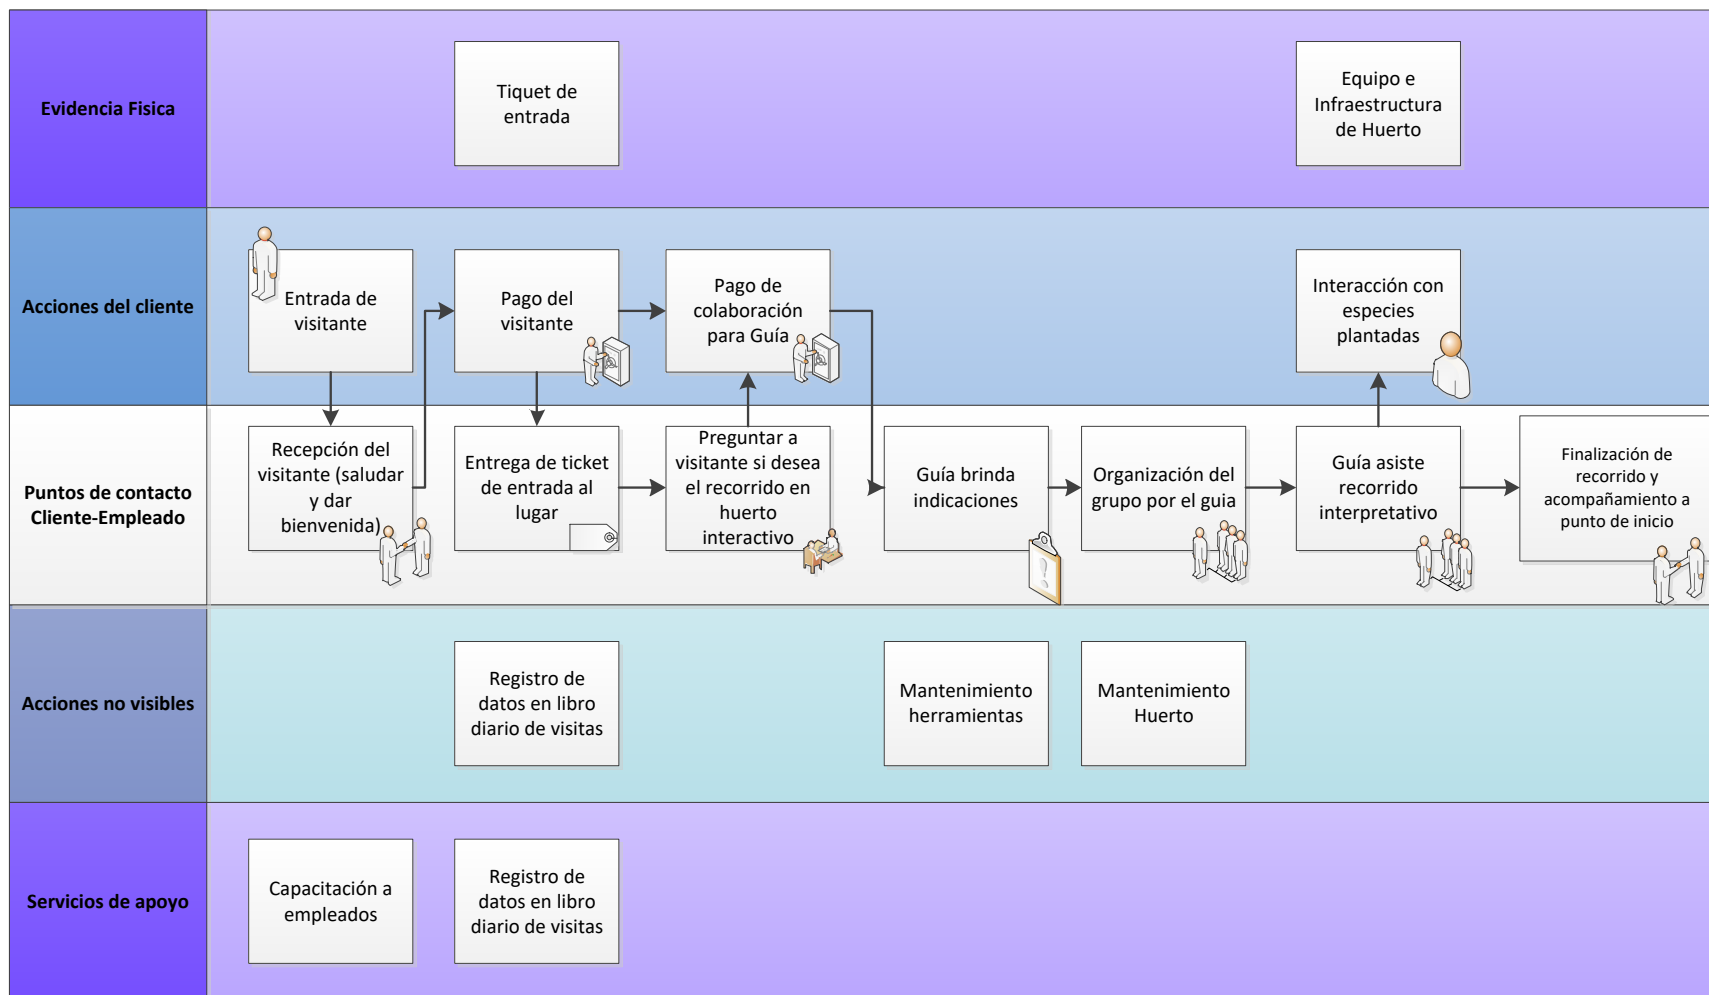 Evidencia Fisica
Tiquet de
entrada
Equipo e
Infraestructura
de Huerto
Acciones del cliente
Entrada de
visitante
Pago del
visitante
Pago de
colaboración
para Guía
Interacción con
especies
plantadas
Puntos de contacto
Cliente-Empleado
Recepción del
visitante (saludar
y dar
bienvenida)
Entrega de ticket
de entrada al
lugar
Preguntar a
visitante si desea
el recorrido en
huerto
interactivo
Guía brinda
indicaciones
Organización del
grupo por el guia
Guía asiste
recorrido
interpretativo
Finalización de
recorrido y
acompañamiento a
punto de inicio
Acciones no visibles
Registro de
datos en libro
diario de visitas
Mantenimiento
herramientas
Mantenimiento
Huerto
Servicios de apoyo
Capacitación a
empleados
Registro de
datos en libro
diario de visitas